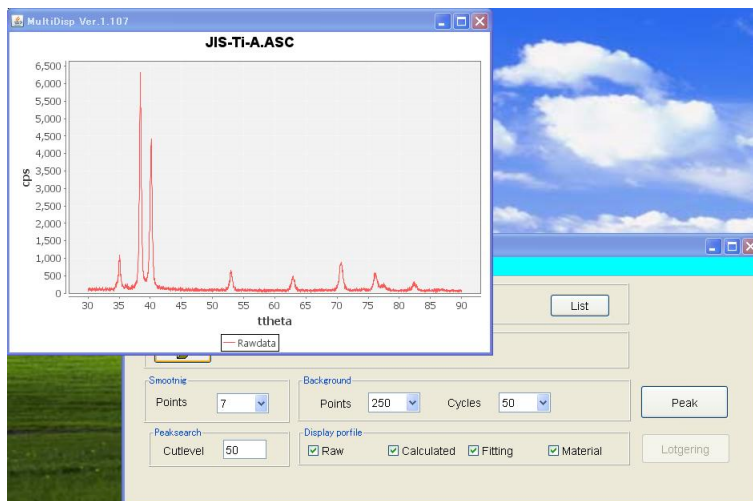 MultiDisp Ver.1.107
JIS-Ti-A.ASC
6,500
6,000
5,500
5,000
4,500
4,000
3,500
3,000
2,500
2,000
1,500
1,000
500
0
cps
30 35 40 45 50 55 60 65 70 75 80 85 90
ttheta
Rawdata
List
Smootnig
Points 7
Background
Points 250 Cycles 50
Peak
Peaksearch
Cutlevel 50
Display porfile
Raw Calculated Fitting Material
Lotgering